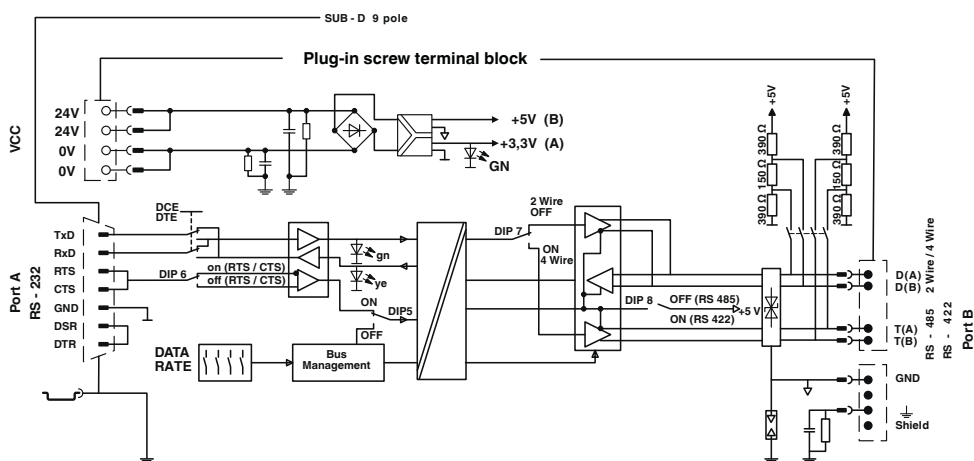 SUB - D 9 pole
Plug-in screw terminal block
VCC
24V
24V
0V
0V
+5V (B)
+3,3V (A)
GN
+5V
+5V
390 Ω
150 Ω
390 Ω
390 Ω
150 Ω
390 Ω
Port A
RS - 232
TxD
RxD
RTS
CTS
GND
DSR
DTR
DCE
DTE
DIP 6
on (RTS / CTS)
off (RTS / CTS)
gn
ye
ON
DIP5
OFF
DATA
RATE
Bus
Management
2 Wire
OFF
DIP 7
ON
4 Wire
DIP 8
OFF (RS 485)
ON (RS 422)
+5 V
D(A)
D(B)
T(A)
T(B)
2 Wire / 4 Wire
RS - 485
RS - 422
Port B
GND
Shield